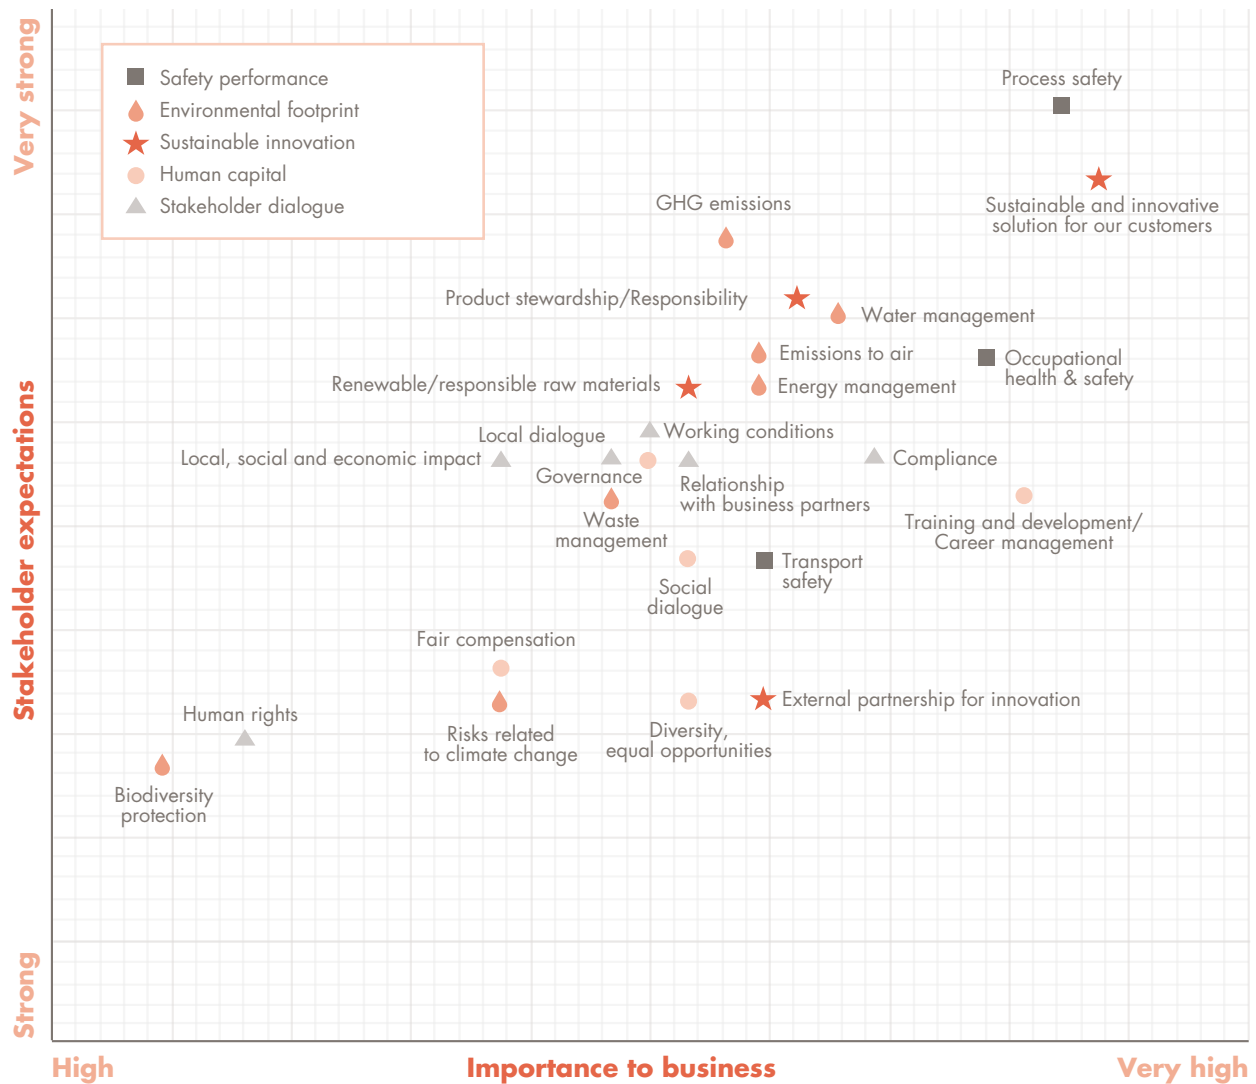 Very strong
Safety performance
Environmental footprint
Sustainable innovation
Human capital
Stakeholder dialogue
Process safety
Sustainable and innovative
solution for our customers
GHG emissions
Product stewardship/Responsibility
Water management
Emissions to air
Occupational
health & safety
Renewable/responsible raw materials
Energy management
Stakeholder expectations
Local dialogue
Working conditions
Local, social and economic impact
Compliance
Governance
Relationship
with business partners
Waste
management
Training and development/
Career management
Transport
safety
Social
dialogue
Fair compensation
External partnership for innovation
Human rights
Risks related
to climate change
Diversity,
equal opportunities
Biodiversity
protection
Strong
High
Importance to business
Very high